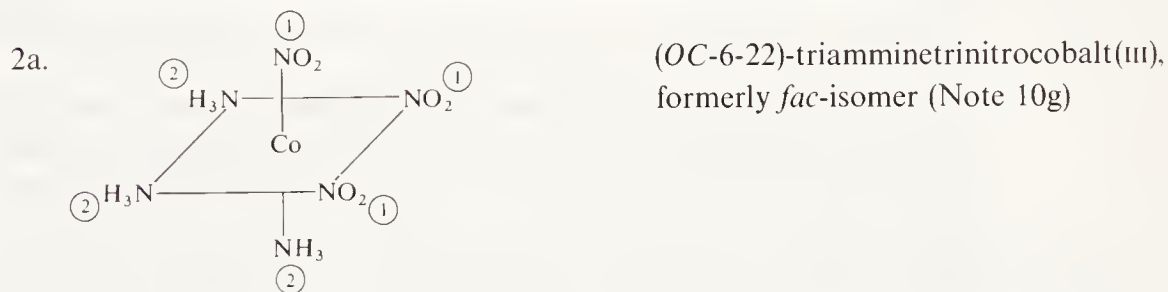 2a.
①
NO₂
②
H₃N
①
NO₂
Co
② H₃N
NO₂ ①
NH₃
②
(OC-6-22)-triamminetrinitrocobalt(III),
formerly fac-isomer (Note 10g)